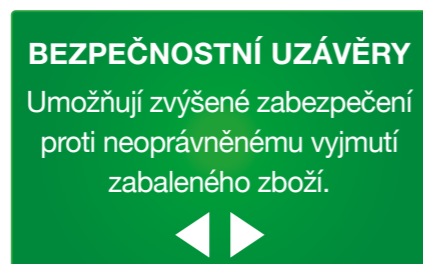 BEZPEČNOSTNÍ UZÁVĚRY
Umožňují zvýšené zabezpečení
proti neoprávněnému vyjmutí
zabaleného zboží.